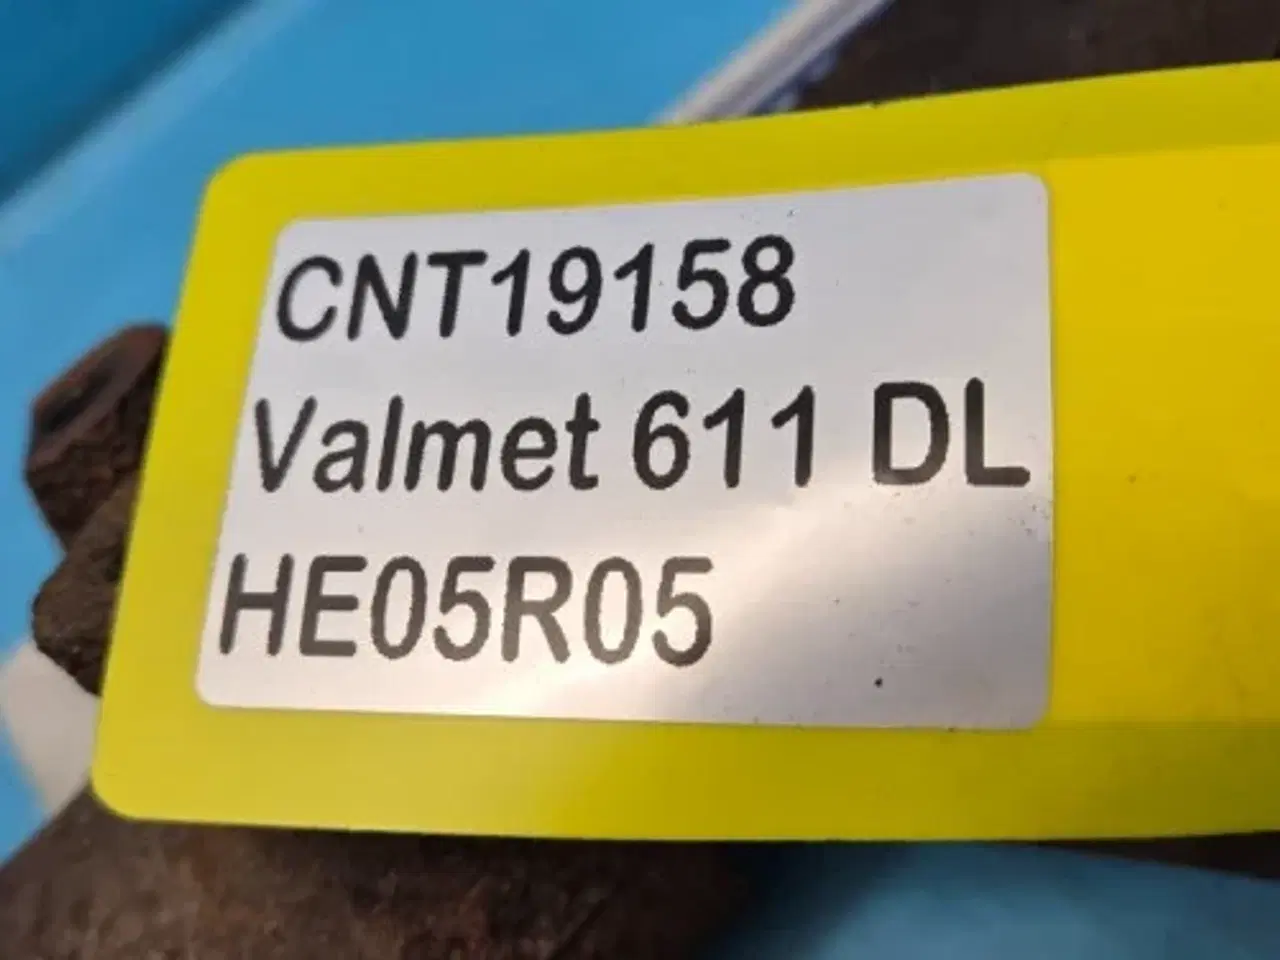 CNT19158
Valmet 611 DL
HE05R05